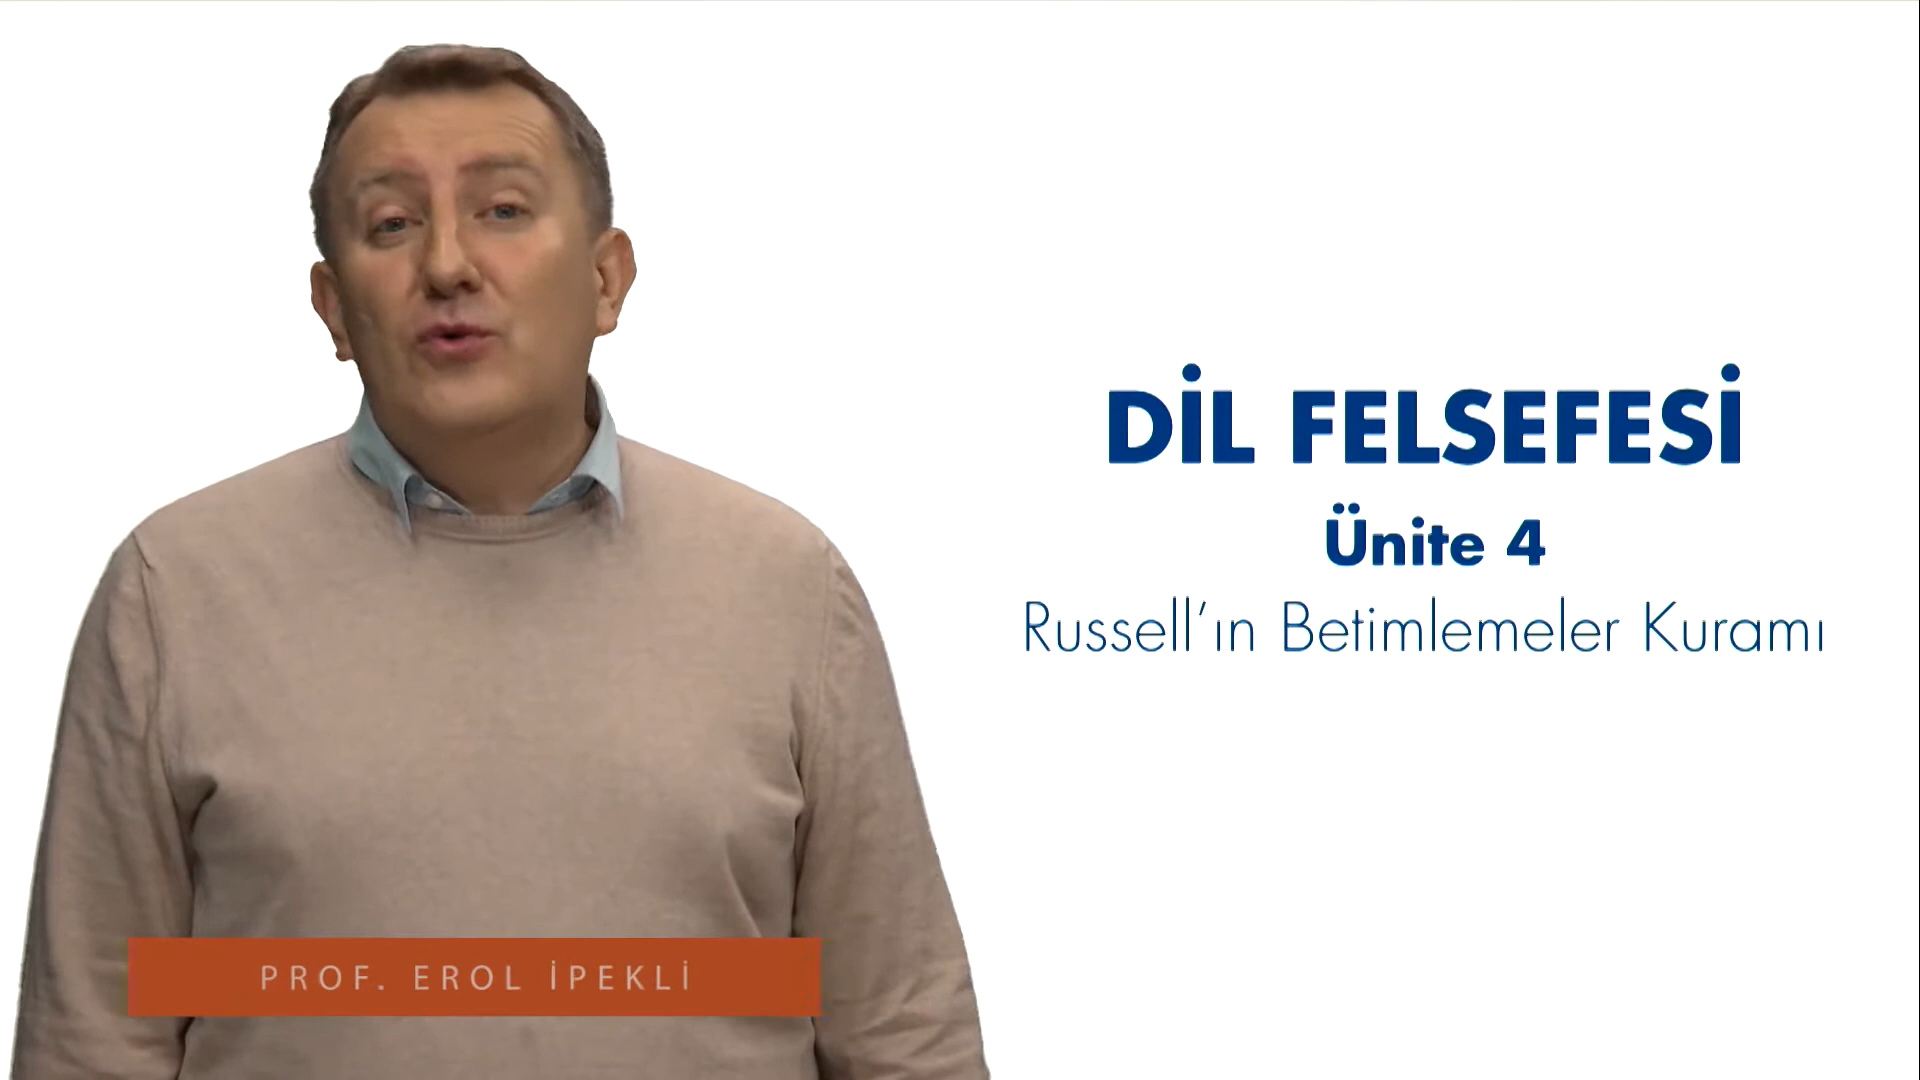 DİL FELSEFESİ
Ünite 4
Russell’ın Betimlemeler Kuramı
PROF. EROL İPEKLİ